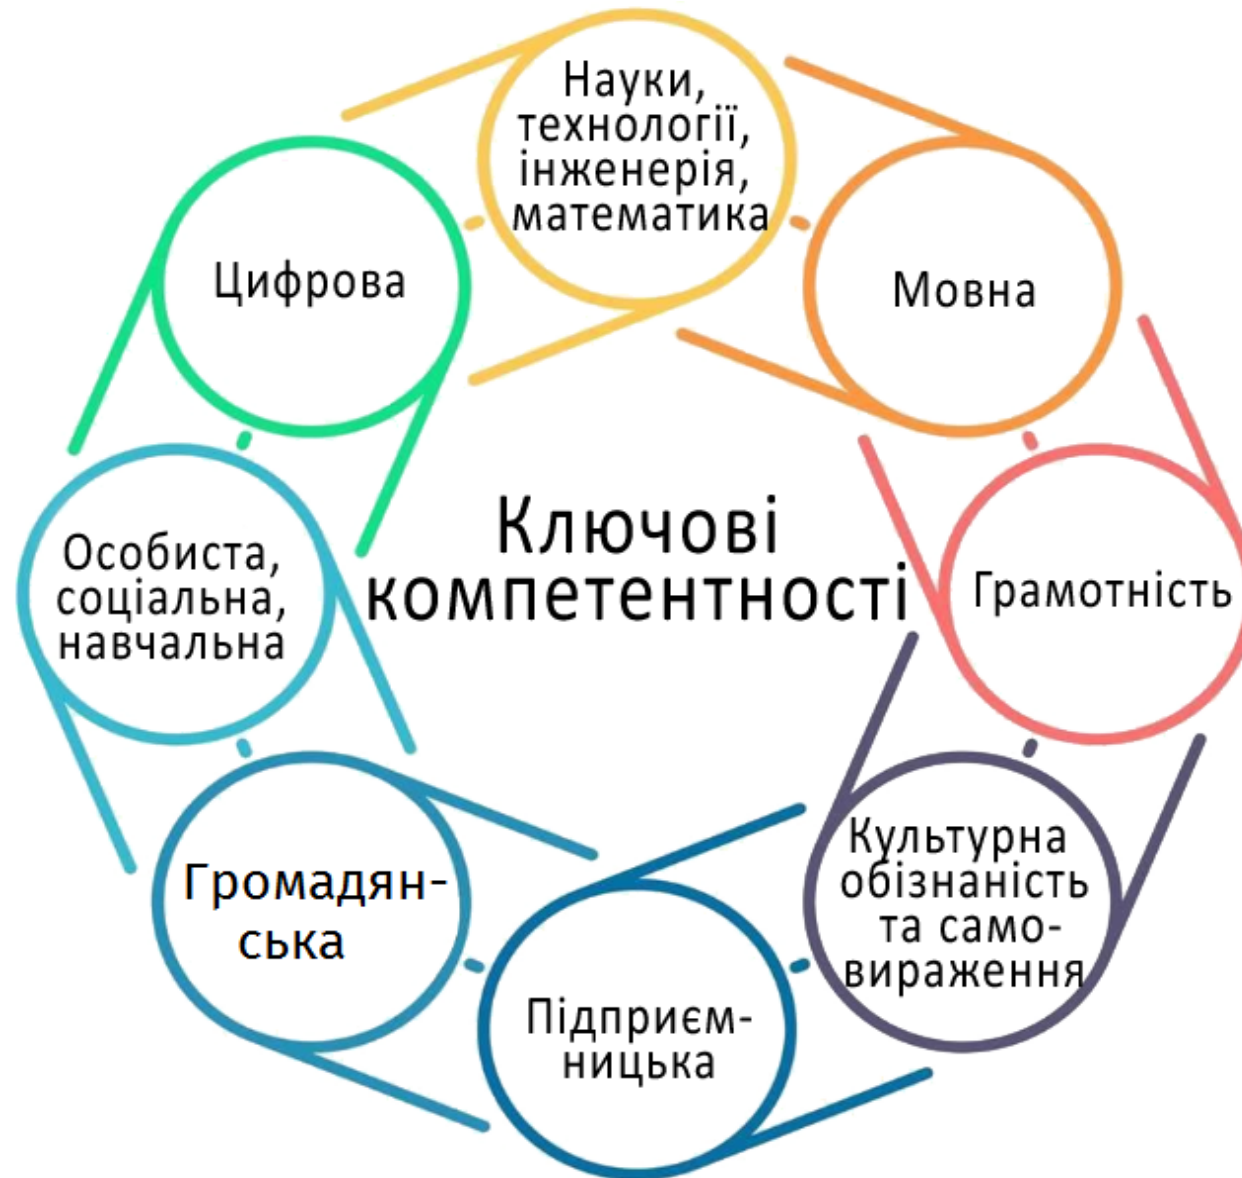 Науки,
технології,
інженерія,
математика
Мовна
Грамотність
Культурна
обізнаність
та само-
вираження
Підприєм-
ницька
Громадян-
ська
Особиста,
соціальна,
навчальна
Цифрова
Ключові
компетентності